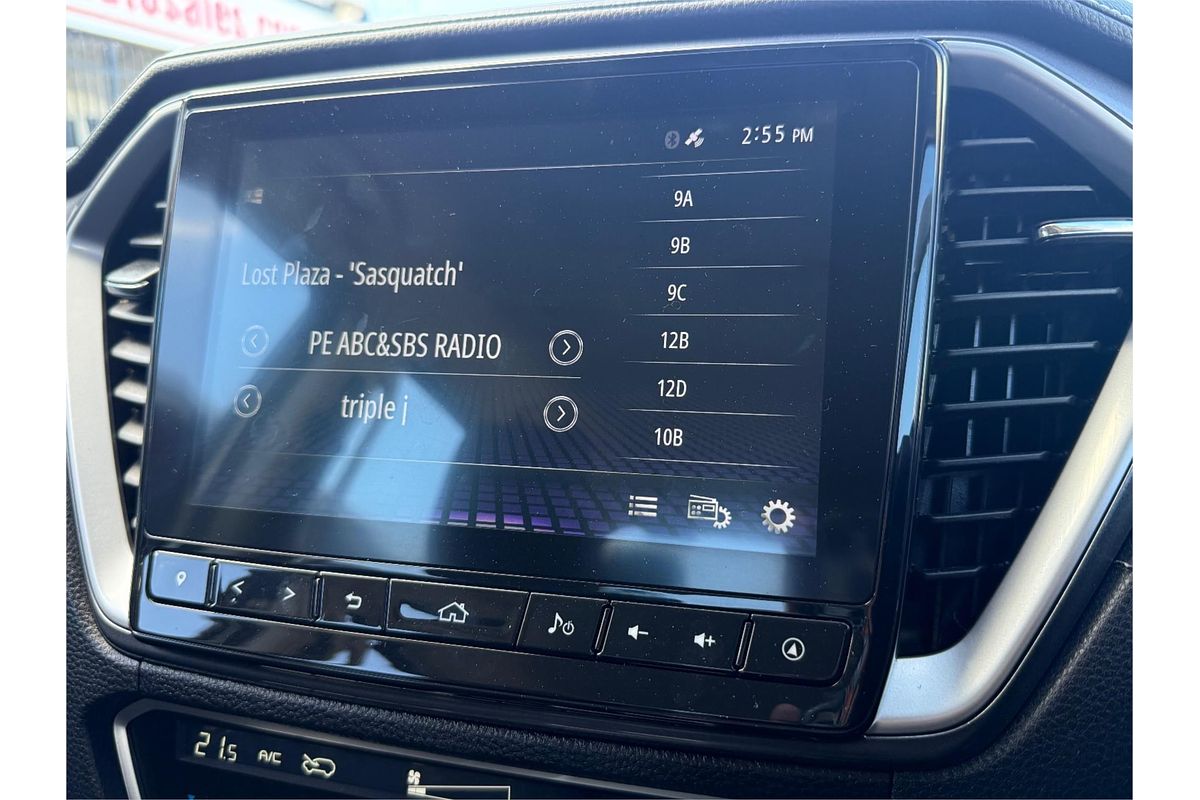 2:55 PM
9A
9B
9C
12B
12D
10B
Lost Plaza - 'Sasquatch'
PE ABC&SBS RADIO
triple j
21.5 A/C